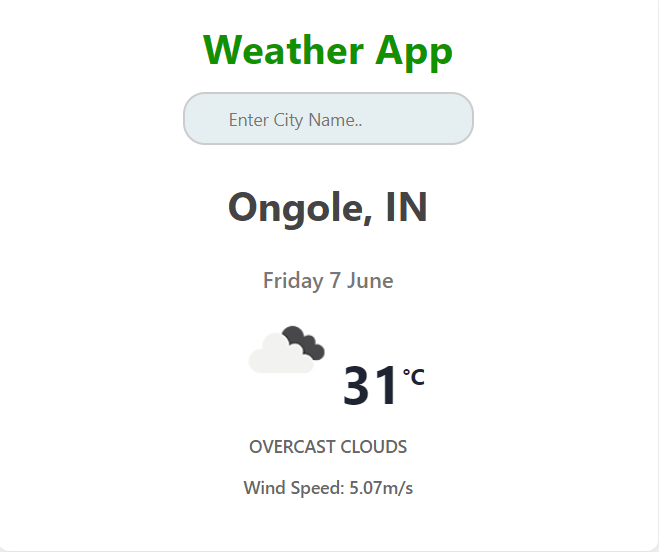 Weather App
Enter City Name..
Ongole, IN
Friday 7 June
31°C
OVERCAST CLOUDS
Wind Speed: 5.07m/s